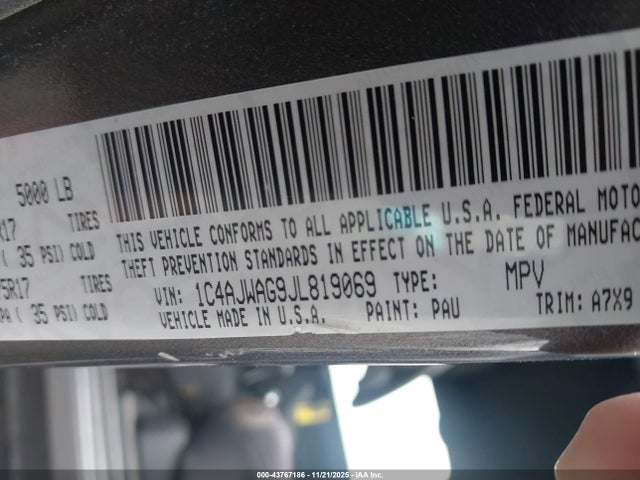 5000 LB
R17 TIRES
( 35 PSI) COLD
75R17 TIRES
PA ( 35 PSI) COLD
THIS VEHICLE CONFORMS TO ALL APPLICABLE U.S.A. FEDERAL MOTO
THEFT PREVENTION STANDARDS IN EFFECT ON THE DATE OF MANUFAC
VIN: 1C4AJWAG9JL819069 TYPE: MPV
VEHICLE MADE IN U.S.A. PAINT: PAU TRIM: A7X9
000-43767186 - 11/21/2025 - IAA Inc.